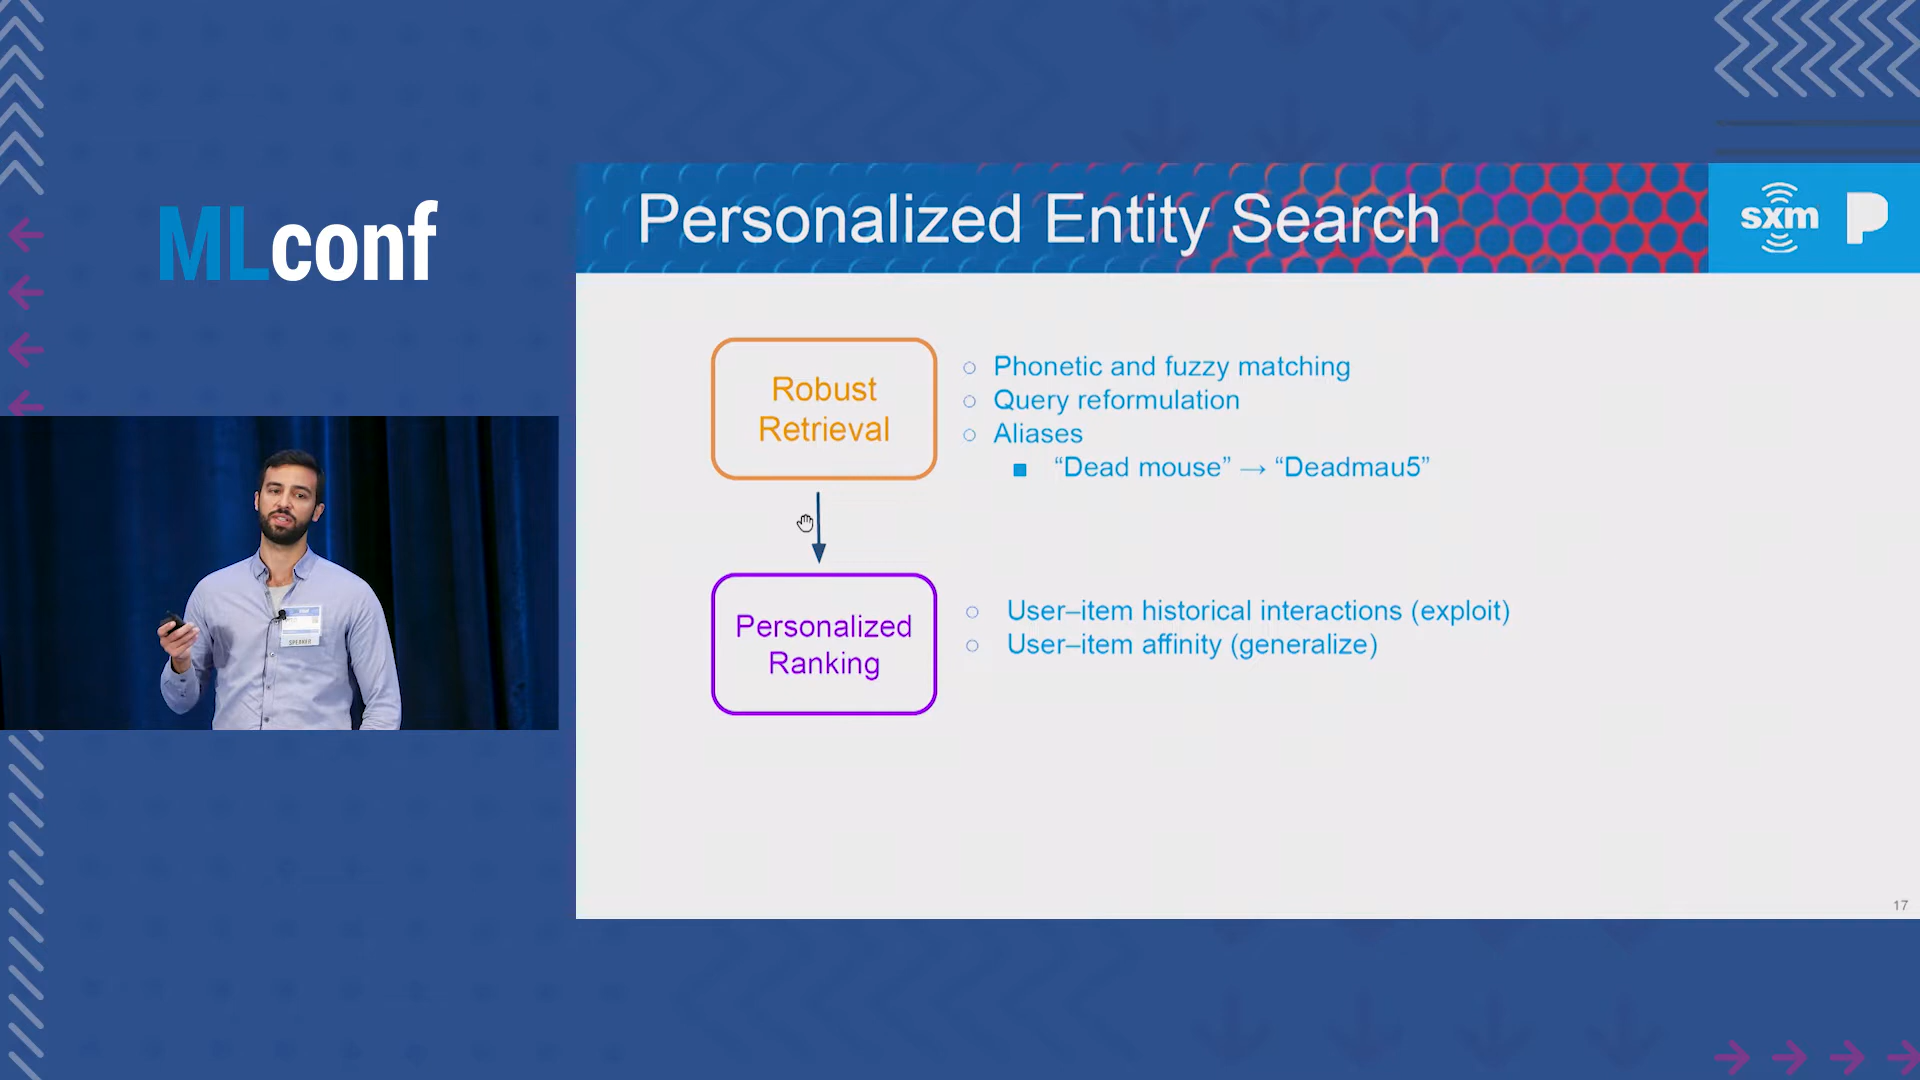 MLconf
Personalized Entity Search
sxm
Robust
Retrieval
○ Phonetic and fuzzy matching
○ Query reformulation
○ Aliases
■ “Dead mouse” → “Deadmau5”
Personalized
Ranking
○ User–item historical interactions (exploit)
○ User–item affinity (generalize)
SPEAKER
17